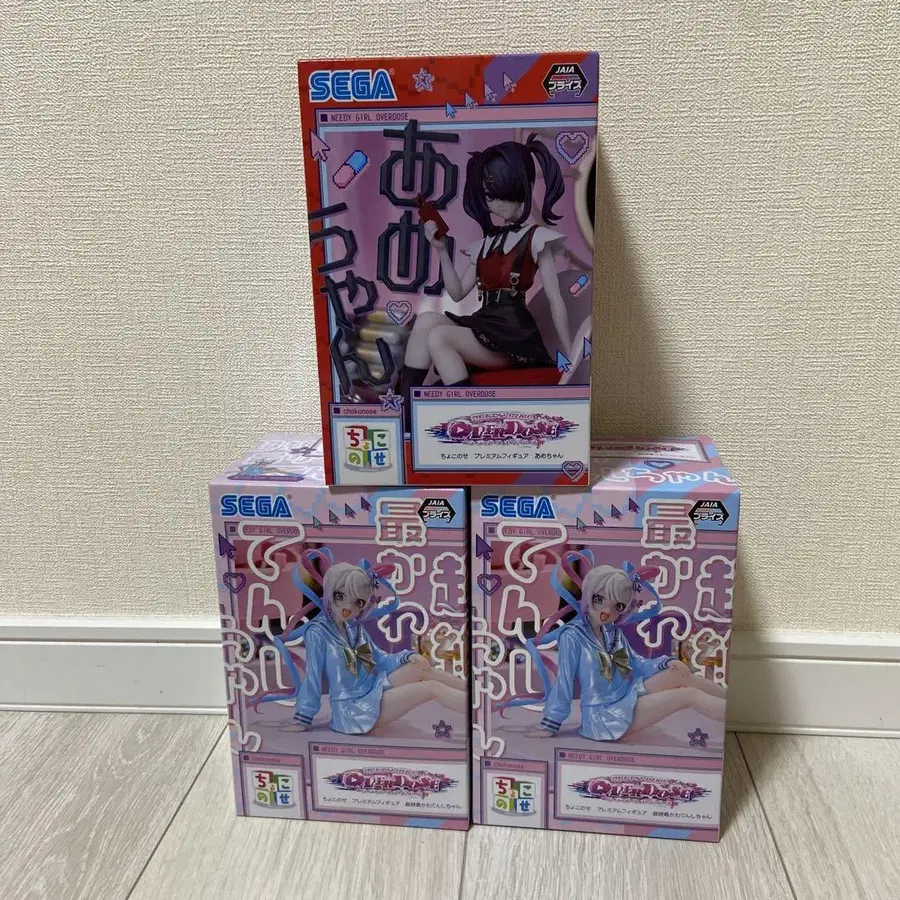 SEGA
JAIA
プライズ
NEEDY GIRL OVERDOSE
あめちゃん
NEEDY GIRL OVERDOSE
chokonose
ちょこのせ
OVERDOSE
ちょこのせ プレミアムフィギュア あめちゃん
SEGA
JAIA
プライズ
最かわ
てんしちゃん
NEEDY GIRL OVERDOSE
chokonose
ちょこのせ
OVERDOSE
ちょこのせ プレミアムフィギュア 超絶最かわてんしちゃん
SEGA
JAIA
プライズ
最かわ
てんしちゃん
NEEDY GIRL OVERDOSE
chokonose
ちょこのせ
OVERDOSE
ちょこのせ プレミアムフィギュア 超絶最かわてんしちゃん